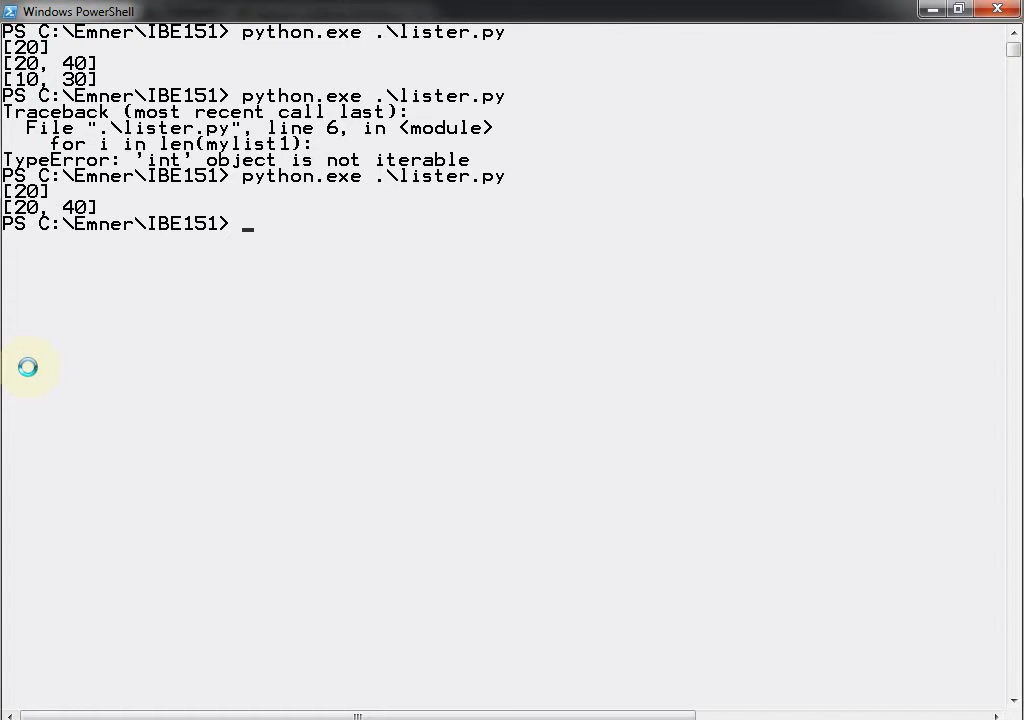 Windows PowerShell
PS C:\Emner\IBE151> python.exe .\lister.py
[20]
[20, 40]
[10, 30]
PS C:\Emner\IBE151> python.exe .\lister.py
Traceback (most recent call last):
  File ".\lister.py", line 6, in <module>
    for i in len(mylist1):
TypeError: 'int' object is not iterable
PS C:\Emner\IBE151> python.exe .\lister.py
[20]
[20, 40]
PS C:\Emner\IBE151> _